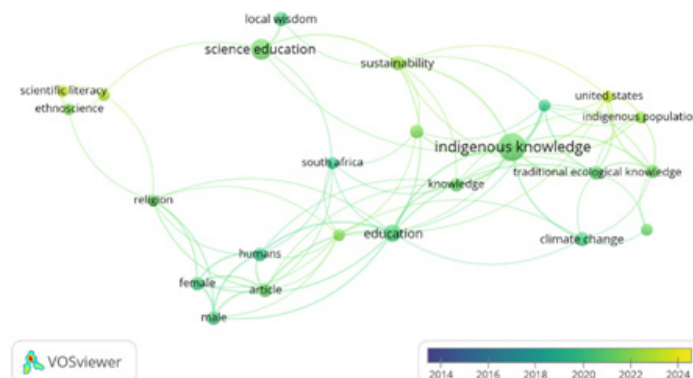 local wisdom
science education
sustainability
scientific literacy
ethnoscience
united states
indigenous populatio
indigenous knowledge
south africa
traditional ecological knowledge
knowledge
religion
education
climate change
humans
female
article
male
VOSviewer
2014 2016 2018 2020 2022 2024